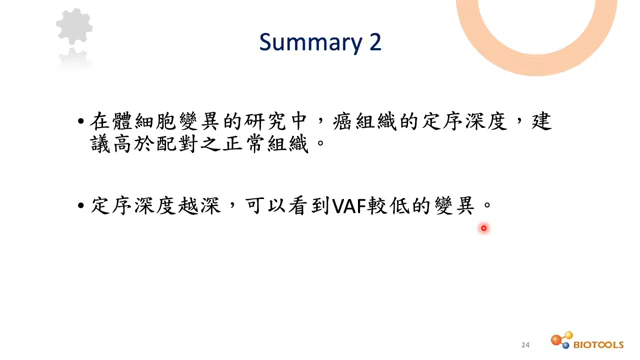 Summary 2
•在體細胞變異的研究中，癌組織的定序深度，建
議高於配對之正常組織。
•定序深度越深，可以看到VAF較低的變異。
24
BIOTOOLS